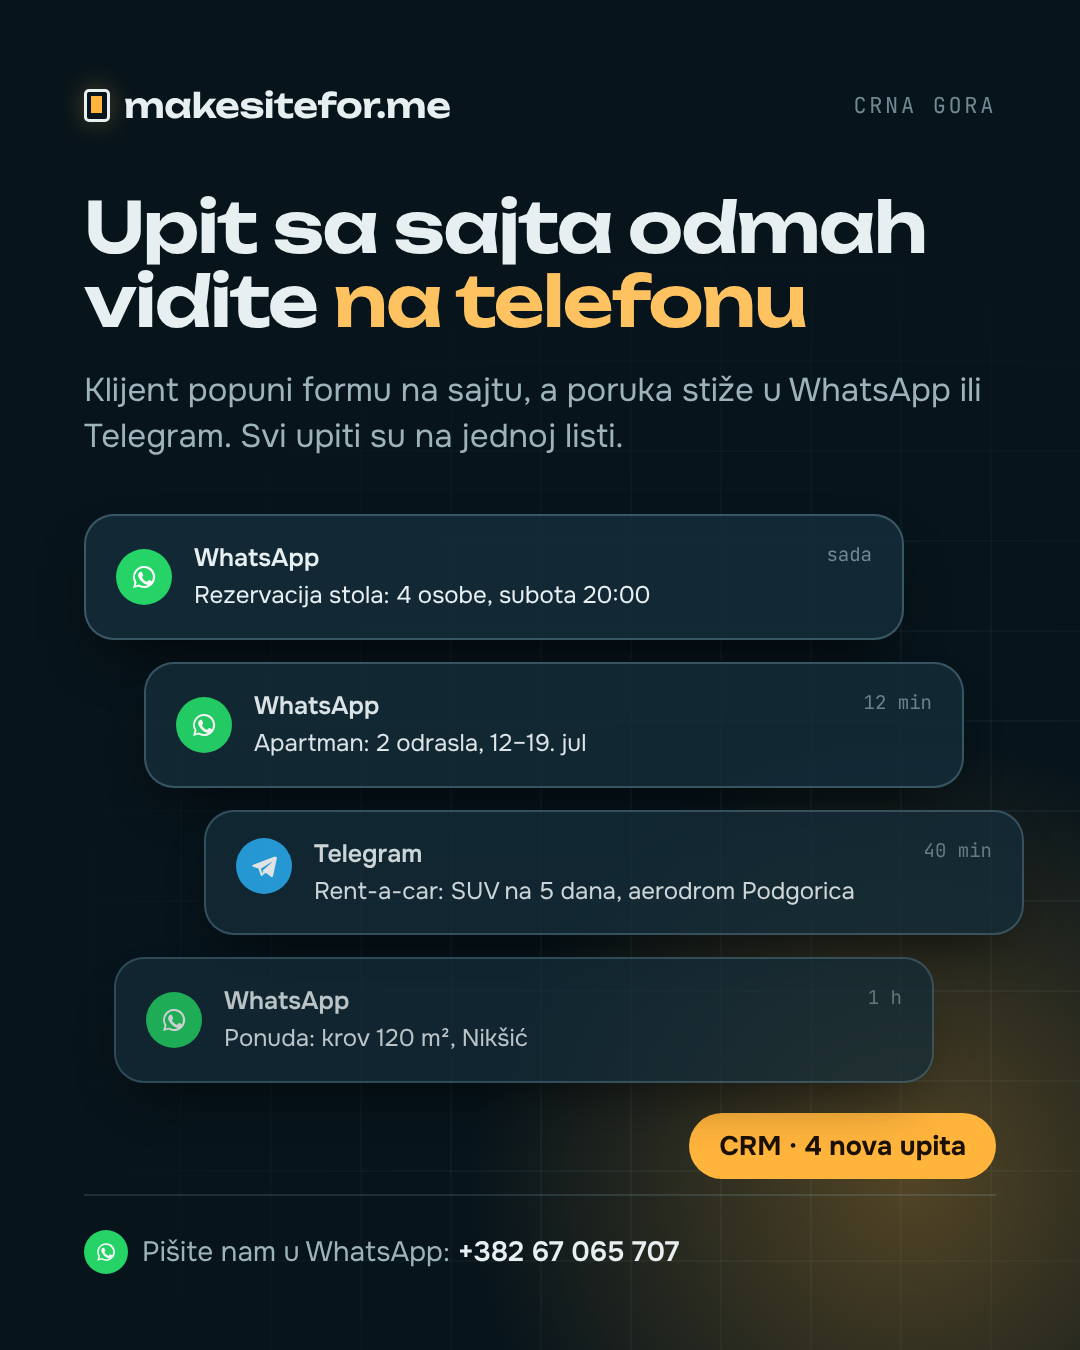 makesitefor.me
CRNA GORA
Upit sa sajta odmah
vidite na telefonu
Klijent popuni formu na sajtu, a poruka stiže u WhatsApp ili
Telegram. Svi upiti su na jednoj listi.
WhatsApp
sada
Rezervacija stola: 4 osobe, subota 20:00
WhatsApp
12 min
Apartman: 2 odrasla, 12–19. jul
Telegram
40 min
Rent-a-car: SUV na 5 dana, aerodrom Podgorica
WhatsApp
1 h
Ponuda: krov 120 m², Nikšić
CRM · 4 nova upita
Pišite nam u WhatsApp: +382 67 065 707